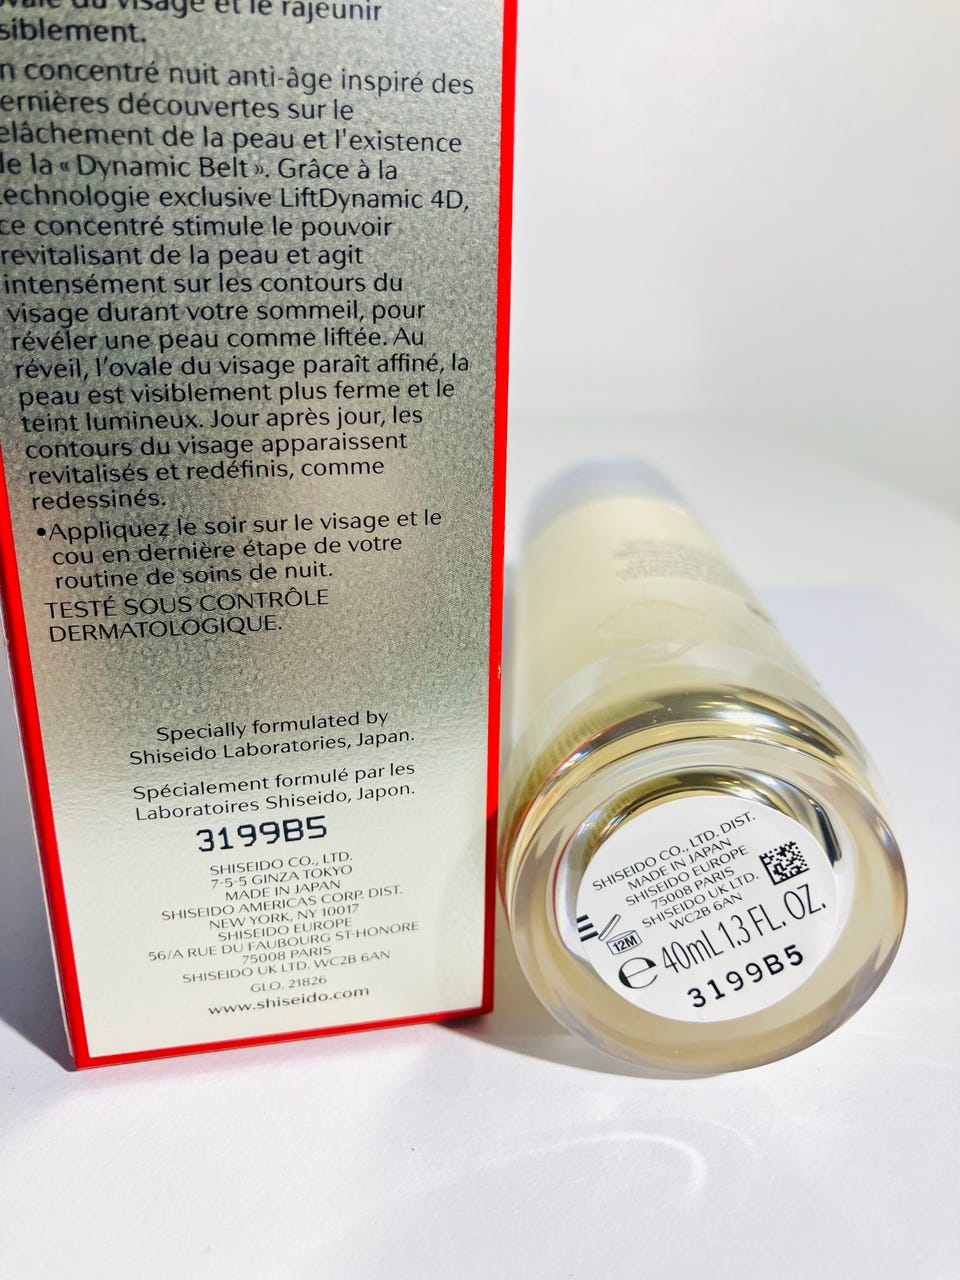 visage et le rajeunir
siblement.
n concentré nuit anti-âge inspiré des
ernières découvertes sur le
elâchement de la peau et l'existence
de la « Dynamic Belt ». Grâce à la
technologie exclusive LiftDynamic 4D,
ce concentré stimule le pouvoir
revitalisant de la peau et agit
intensément sur les contours du
visage durant votre sommeil, pour
révéler une peau comme liftée. Au
réveil, l'ovale du visage paraît affiné, la
peau est visiblement plus ferme et le
teint lumineux. Jour après jour, les
contours du visage apparaissent
revitalisés et redéfinis, comme
redessinés.
•Appliquez le soir sur le visage et le
cou en dernière étape de votre
routine de soins de nuit.
TESTÉ SOUS CONTRÔLE
DERMATOLOGIQUE.
Specially formulated by
Shiseido Laboratories, Japan.
Spécialement formulé par les
Laboratoires Shiseido, Japon.
3199B5
SHISEIDO CO., LTD.
7-5-5 GINZA TOKYO
MADE IN JAPAN
SHISEIDO AMERICAS CORP. DIST.
NEW YORK, NY 10017
SHISEIDO EUROPE
56/A RUE DU FAUBOURG ST-HONORE
75008 PARIS
SHISEIDO UK LTD. WC2B 6AN
GLO. 21826
www.shiseido.com
SHISEIDO CO., LTD. DIST.
MADE IN JAPAN
SHISEIDO EUROPE
75008 PARIS
SHISEIDO UK LTD.
WC2B 6AN
12M
e 40mL 1.3 FL. OZ.
3199B5